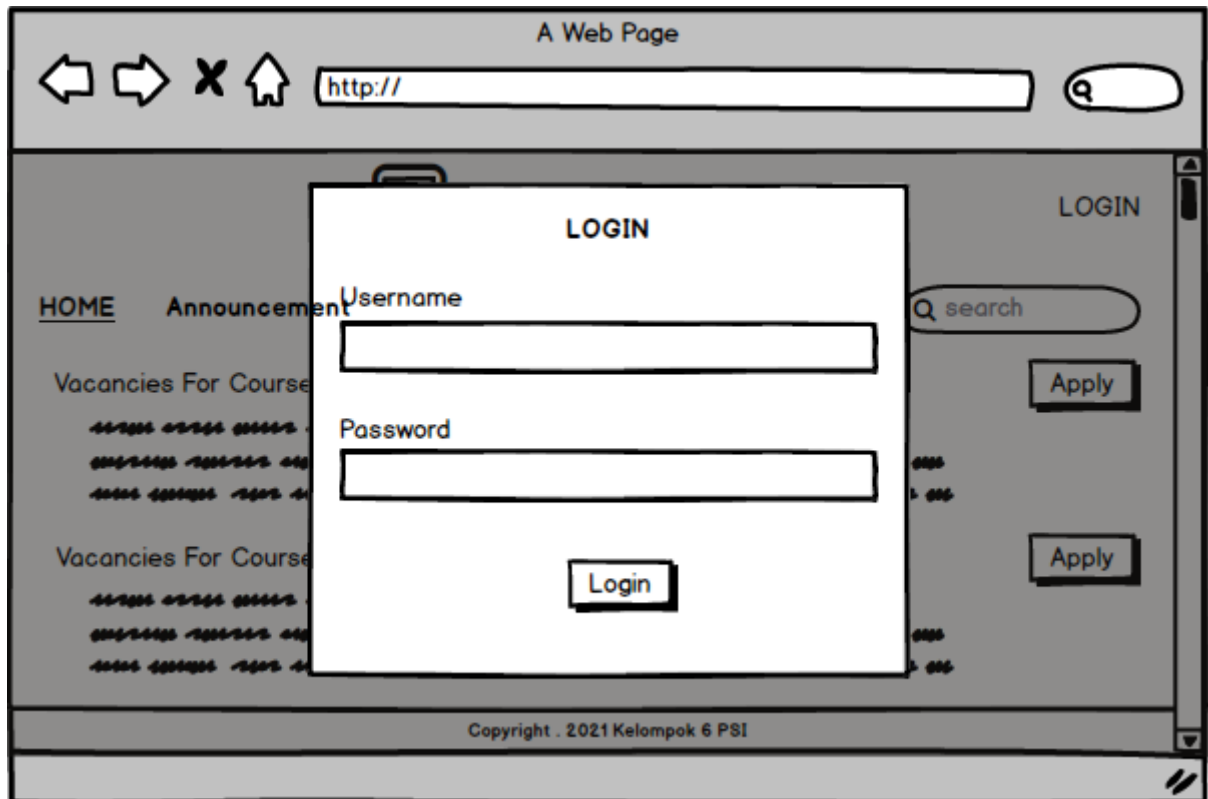 A Web Page
http://
LOGIN
LOGIN
HOME Announcement
search
Username
Vacancies For Course
Apply
Password
Vacancies For Course
Apply
Login
Copyright . 2021 Kelompok 6 PSI